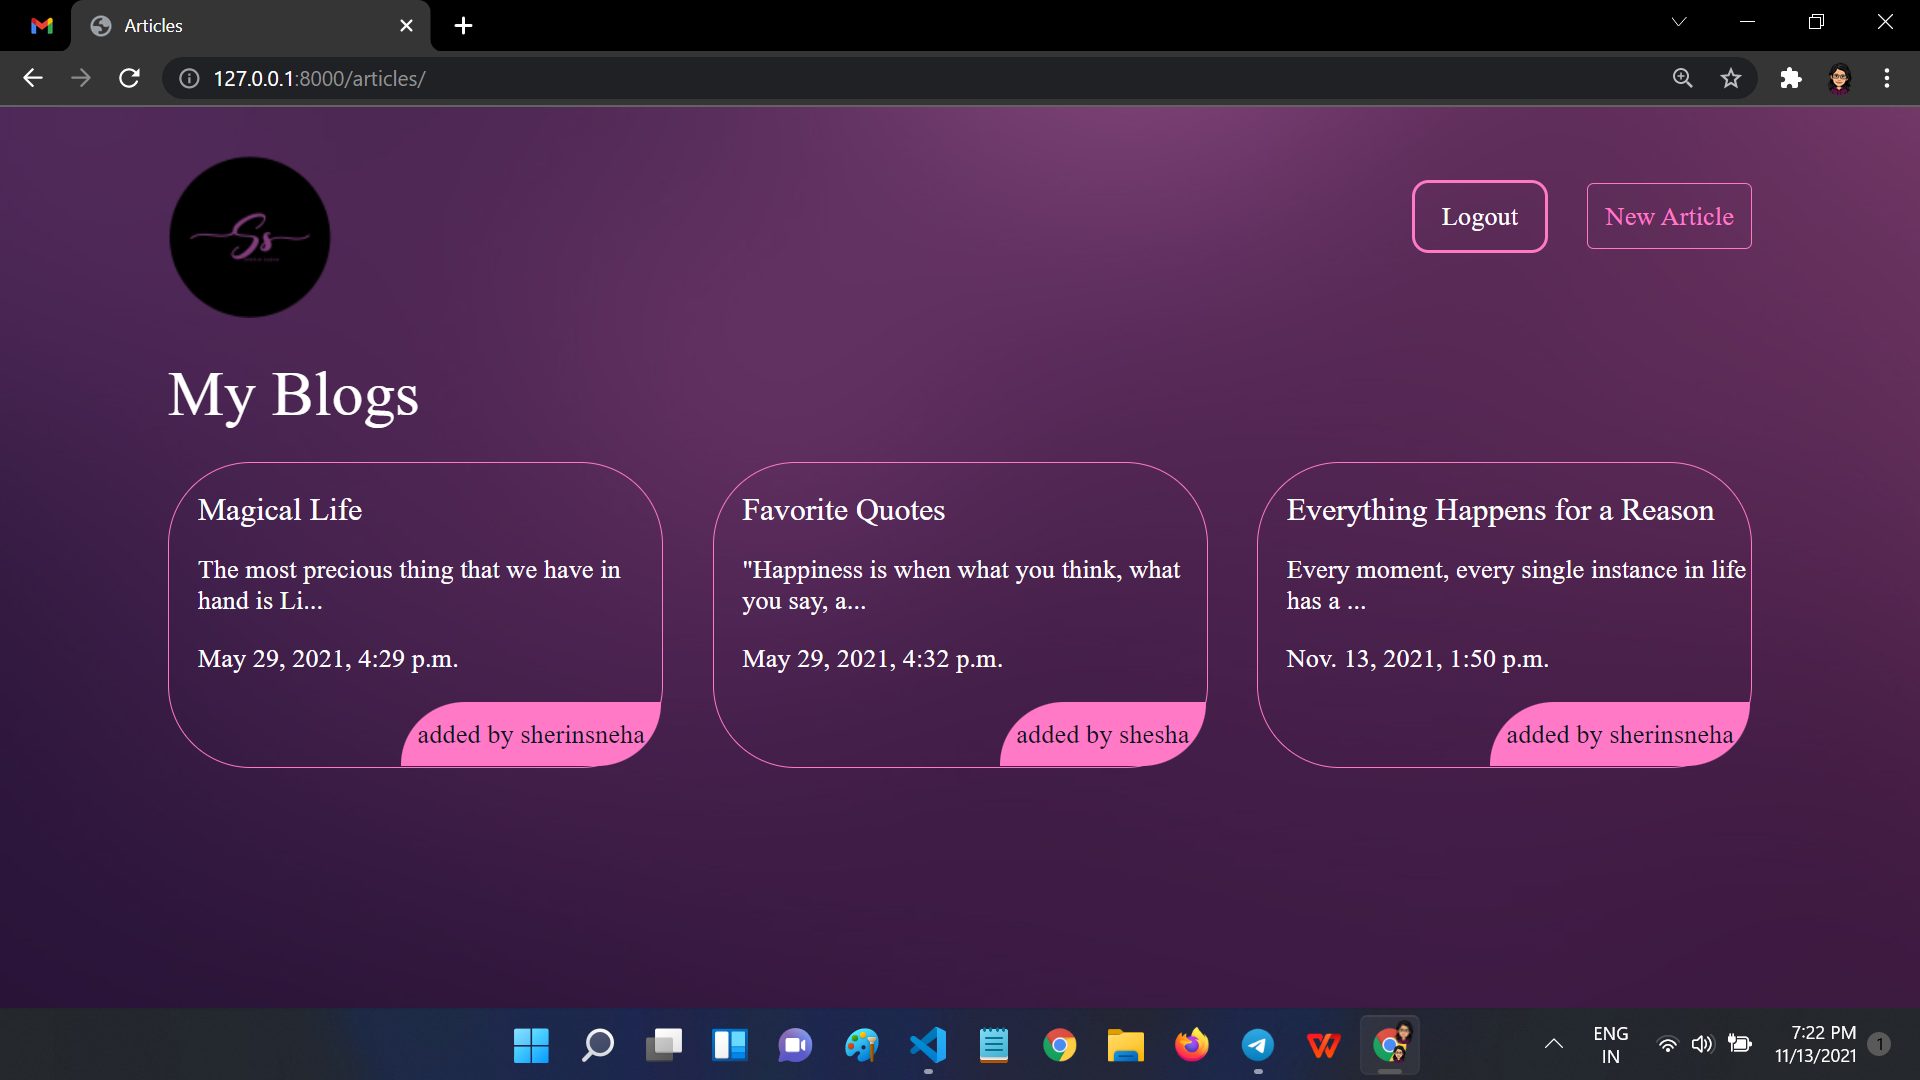 Articles
127.0.0.1:8000/articles/
Ss
Logout
New Article
My Blogs
Magical Life
The most precious thing that we have in
hand is Li...
May 29, 2021, 4:29 p.m.
added by sherinsneha
Favorite Quotes
"Happiness is when what you think, what
you say, a...
May 29, 2021, 4:32 p.m.
added by shesha
Everything Happens for a Reason
Every moment, every single instance in life
has a ...
Nov. 13, 2021, 1:50 p.m.
added by sherinsneha
ENG
IN
7:22 PM
11/13/2021
1